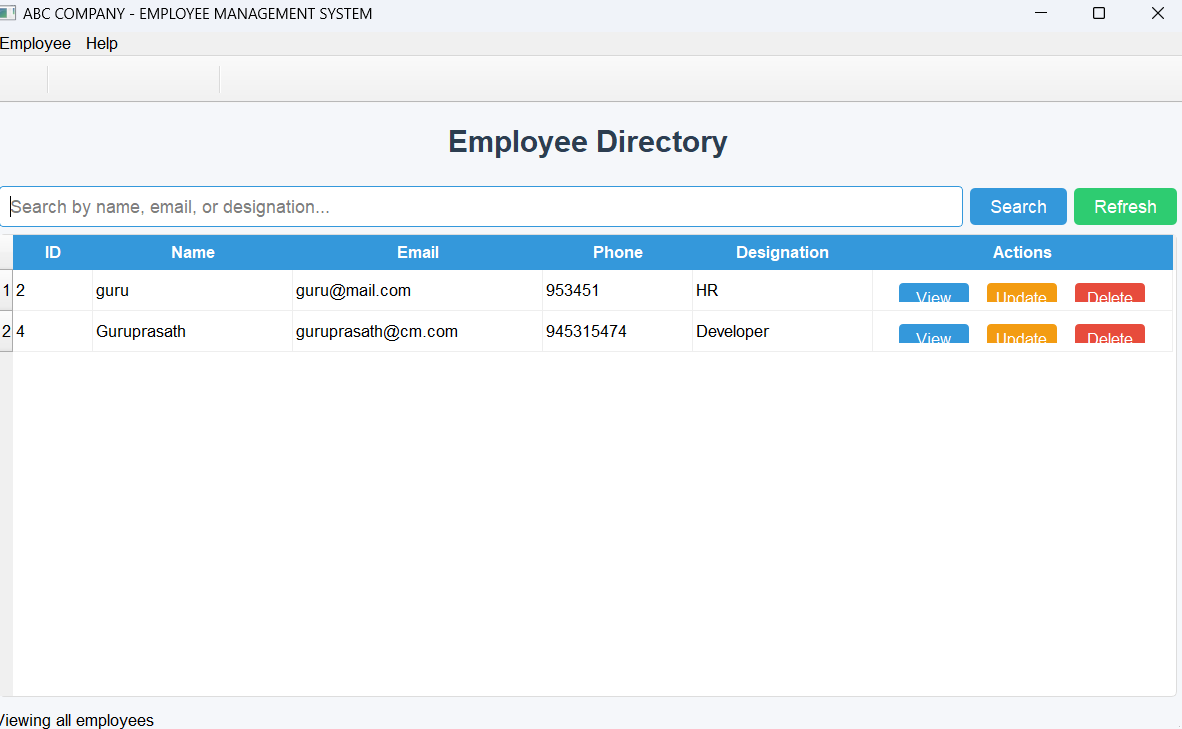 ABC COMPANY - EMPLOYEE MANAGEMENT SYSTEM
Employee Help
Employee Directory
Search by name, email, or designation... Search Refresh
ID Name Email Phone Designation Actions
1 2 guru guru@mail.com 953451 HR View Update Delete
2 4 Guruprasath guruprasath@cm.com 945315474 Developer View Update Delete
Viewing all employees